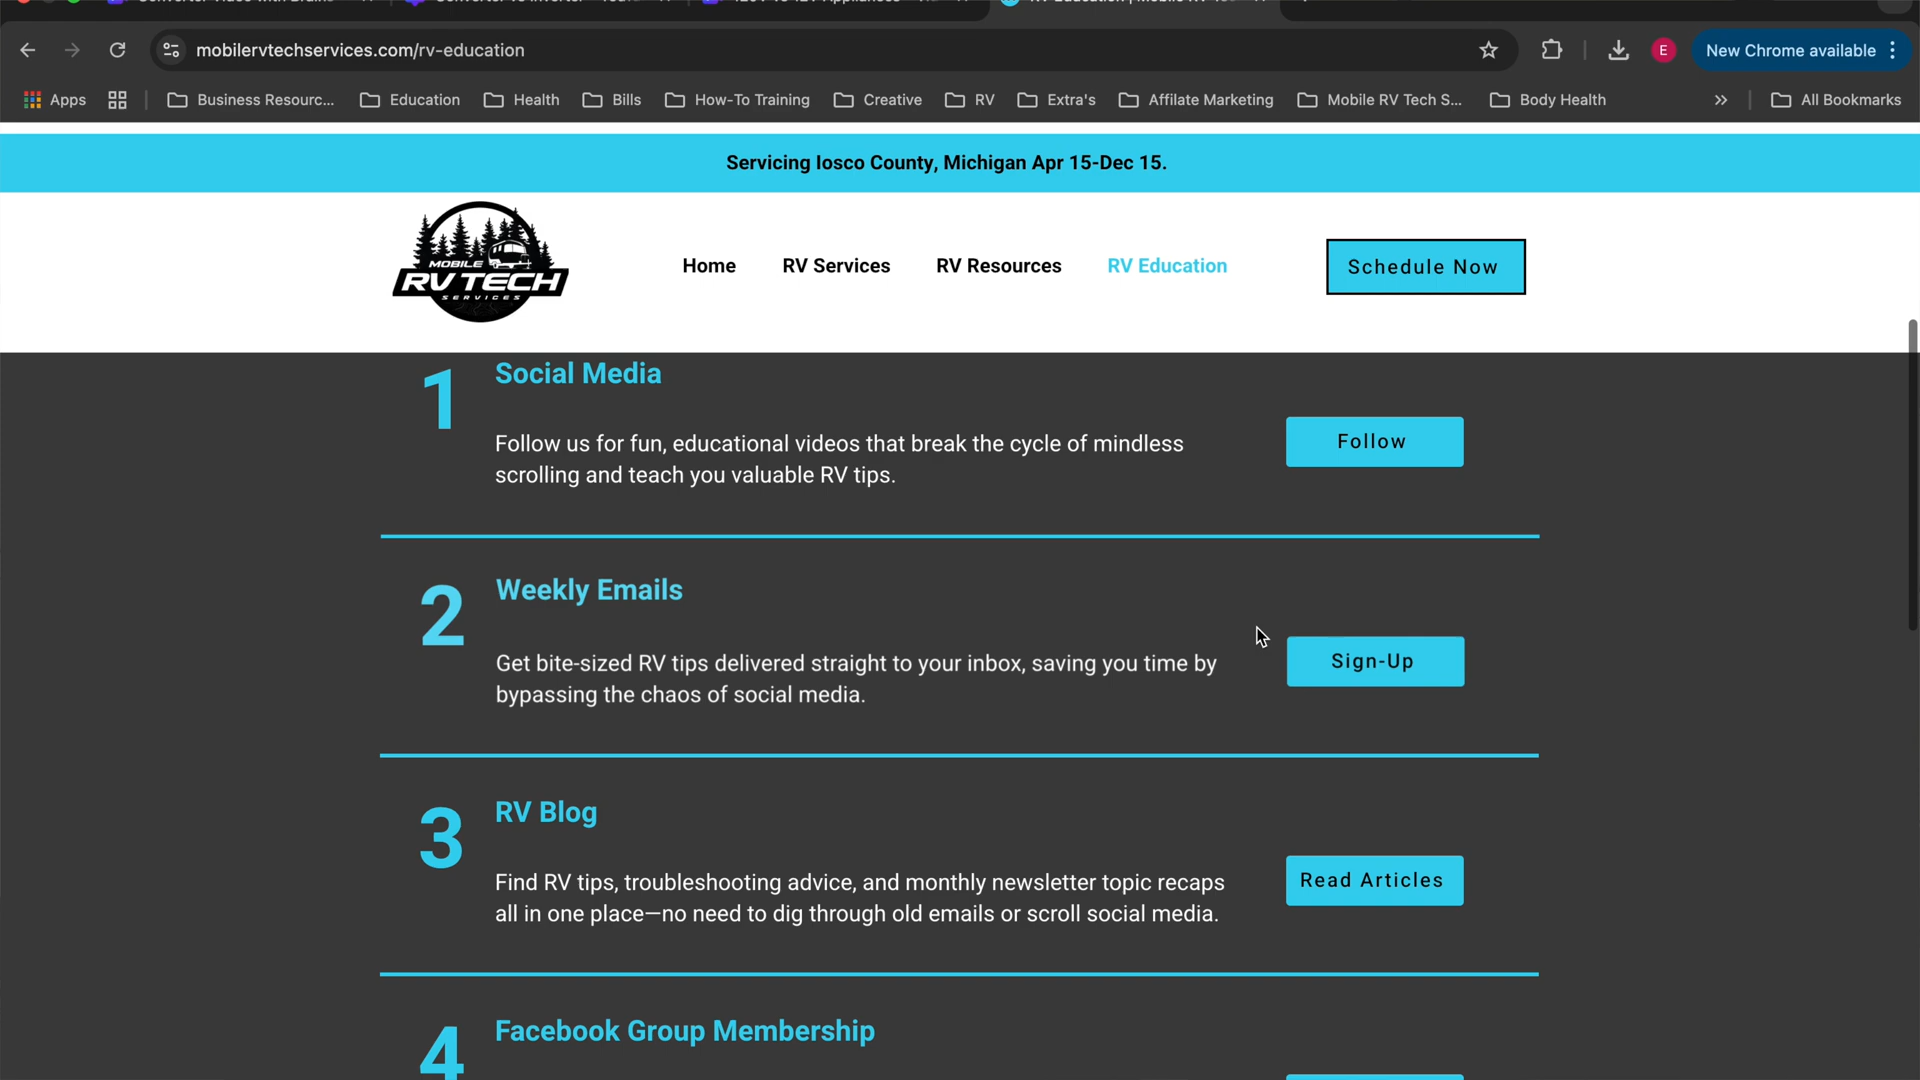 mobilervtechservices.com/rv-education
E
New Chrome available
Apps
Business Resourc...
Education
Health
Bills
How-To Training
Creative
RV
Extra's
Affilate Marketing
Mobile RV Tech S...
Body Health
All Bookmarks
Servicing Iosco County, Michigan Apr 15-Dec 15.
MOBILE
RV TECH
SERVICES
Home
RV Services
RV Resources
RV Education
Schedule Now
1
Social Media
Follow us for fun, educational videos that break the cycle of mindless
scrolling and teach you valuable RV tips.
Follow
2
Weekly Emails
Get bite-sized RV tips delivered straight to your inbox, saving you time by
bypassing the chaos of social media.
Sign-Up
3
RV Blog
Find RV tips, troubleshooting advice, and monthly newsletter topic recaps
all in one place—no need to dig through old emails or scroll social media.
Read Articles
4
Facebook Group Membership